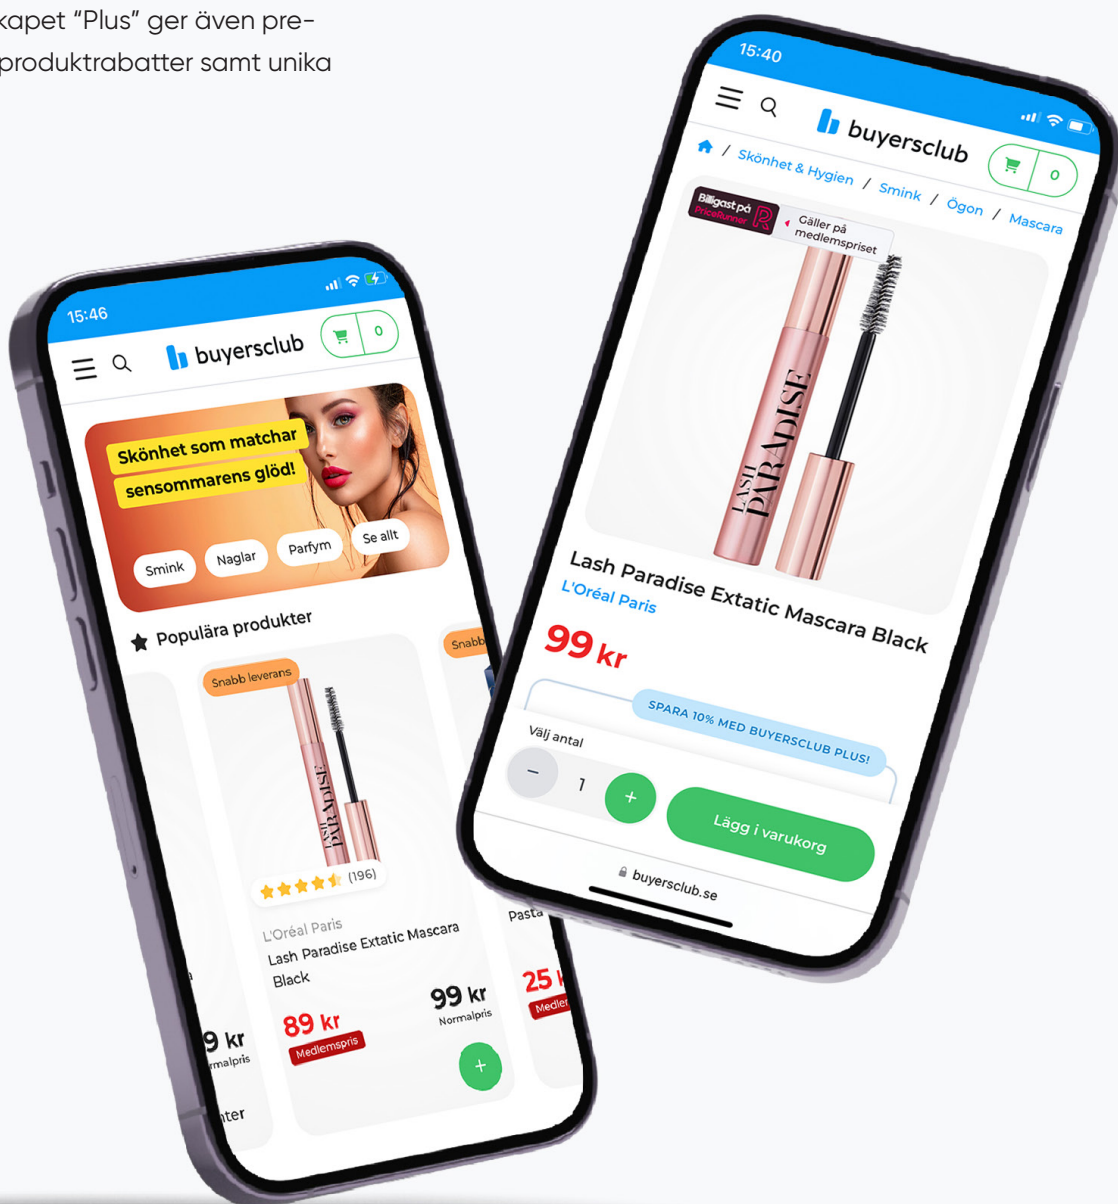 kapet “Plus” ger även pre-
produktrabatter samt unika
15:40
buyersclub
0
/ Skönhet & Hygien / Smink / Ögon / Mascara
Billigast på
PriceRunner
Gäller på
medlemspriset
LASH
PARADISE
Lash Paradise Extatic Mascara Black
L'Oréal Paris
99 kr
SPARA 10% MED BUYERSCLUB PLUS!
Välj antal
− 1 +
Lägg i varukorg
buyersclub.se
15:46
buyersclub
0
Skönhet som matchar
sensommarens glöd!
Smink
Naglar
Parfym
Se allt
Populära produkter
Snabb leverans
Snabb
LASH
PARADISE
(196)
L'Oréal Paris
Lash Paradise Extatic Mascara
Black
89 kr
Medlemspris
99 kr
Normalpris
+
9 kr
rmalpris
nter
Pasta
25 k
Medlem